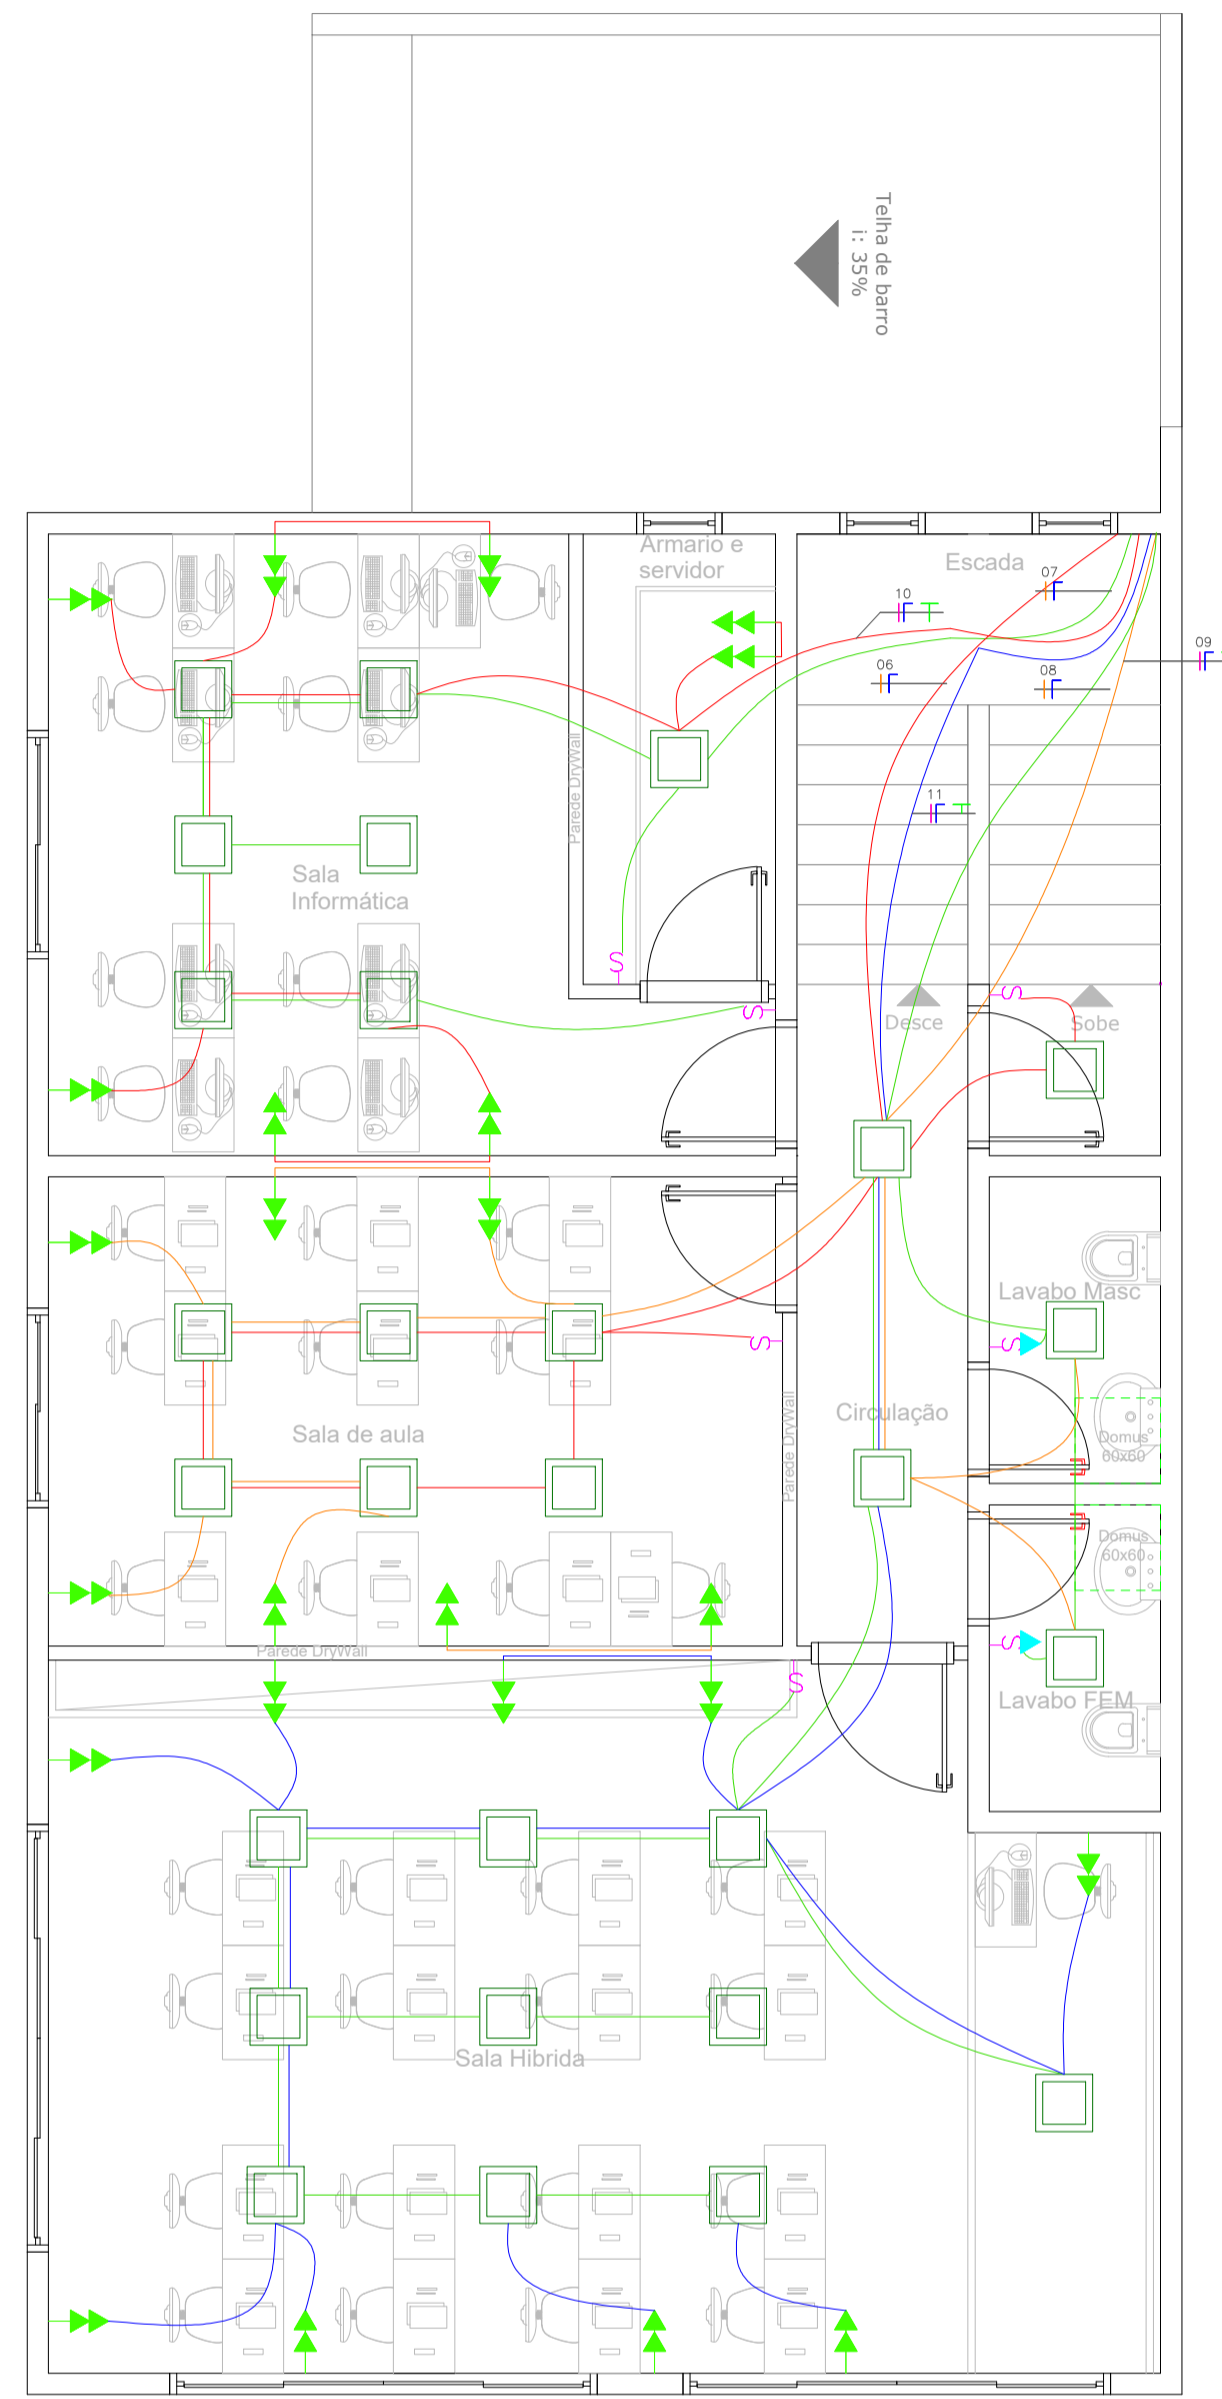 Telha de barro
i: 35%
Armario e
servidor
Escada
07
10
09
06
08
Parede DryWall
11
Sala
Informática
S
S
S
Desce
Sobe
Lavabo Masc
S
S
Parede DryWall
Circulação
Sala de aula
Domus
60x60
Domus
60x60
S
Parede DryWall
S
Lavabo FEM
Sala Hibrida